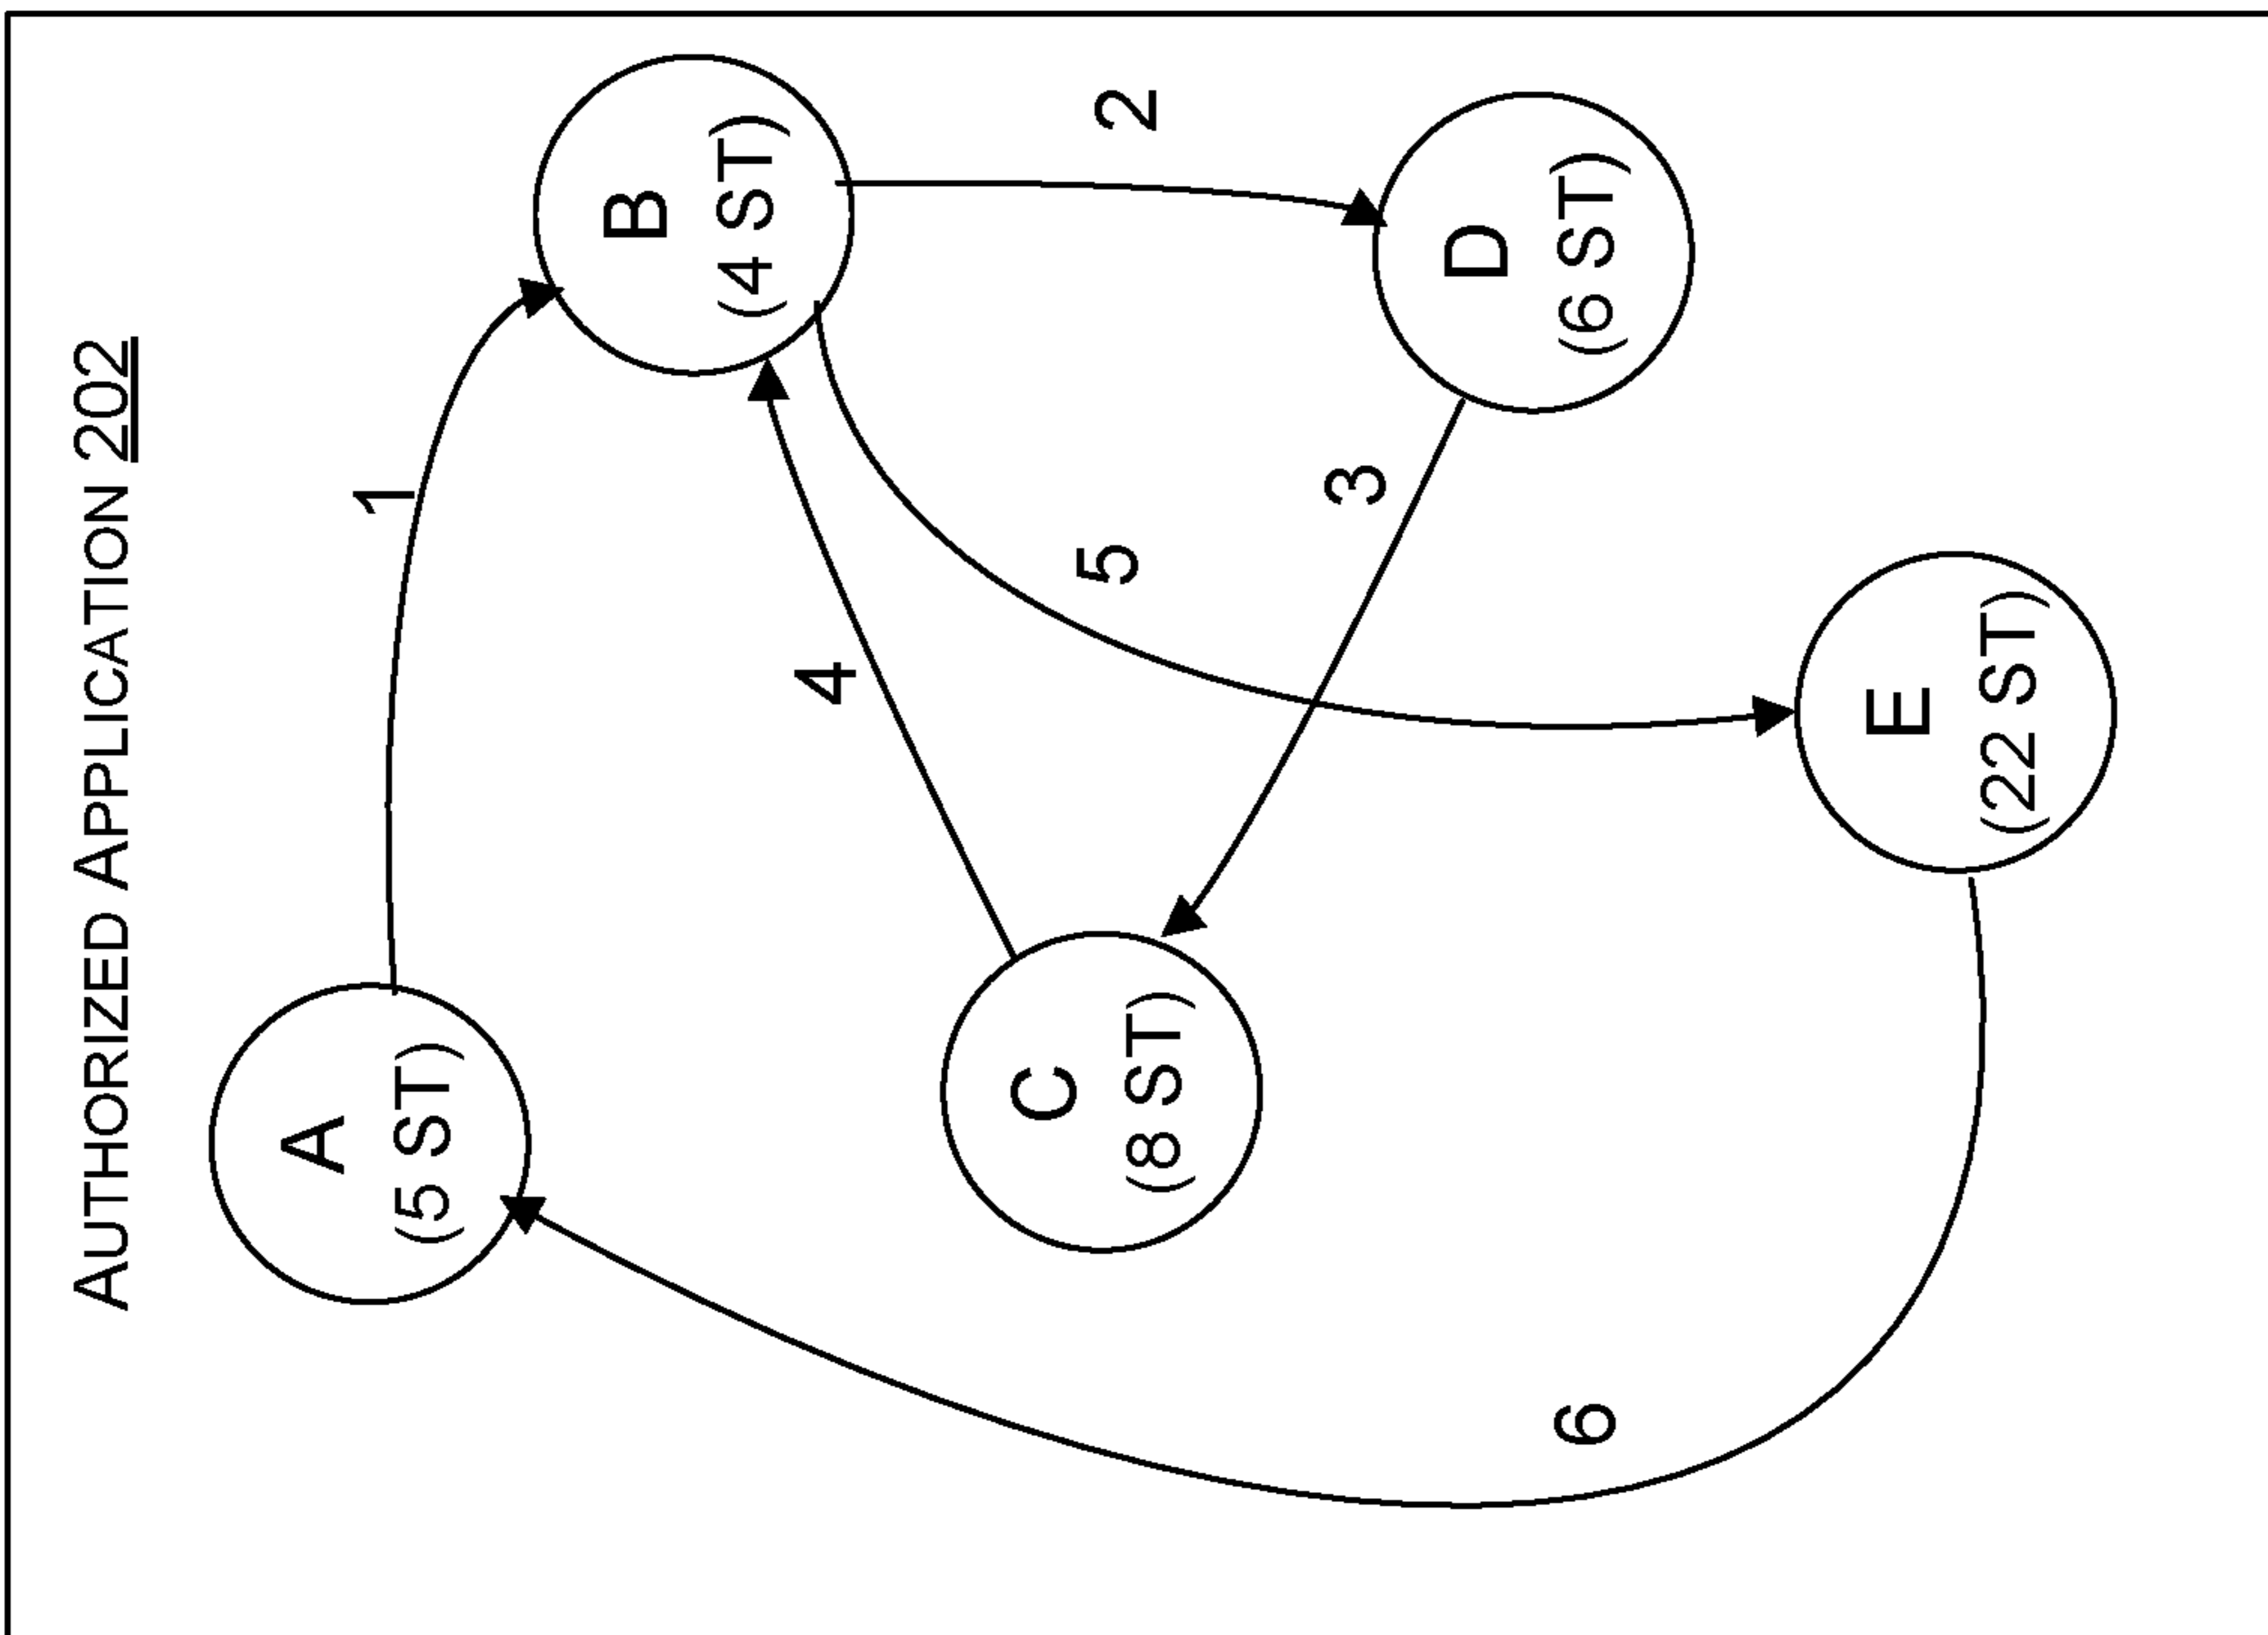 AUTHORIZED APPLICATION 202
A
(5 ST)
1
B
(4 ST)
4
C
(8 ST)
5
2
3
D
(6 ST)
6
E
(22 ST)